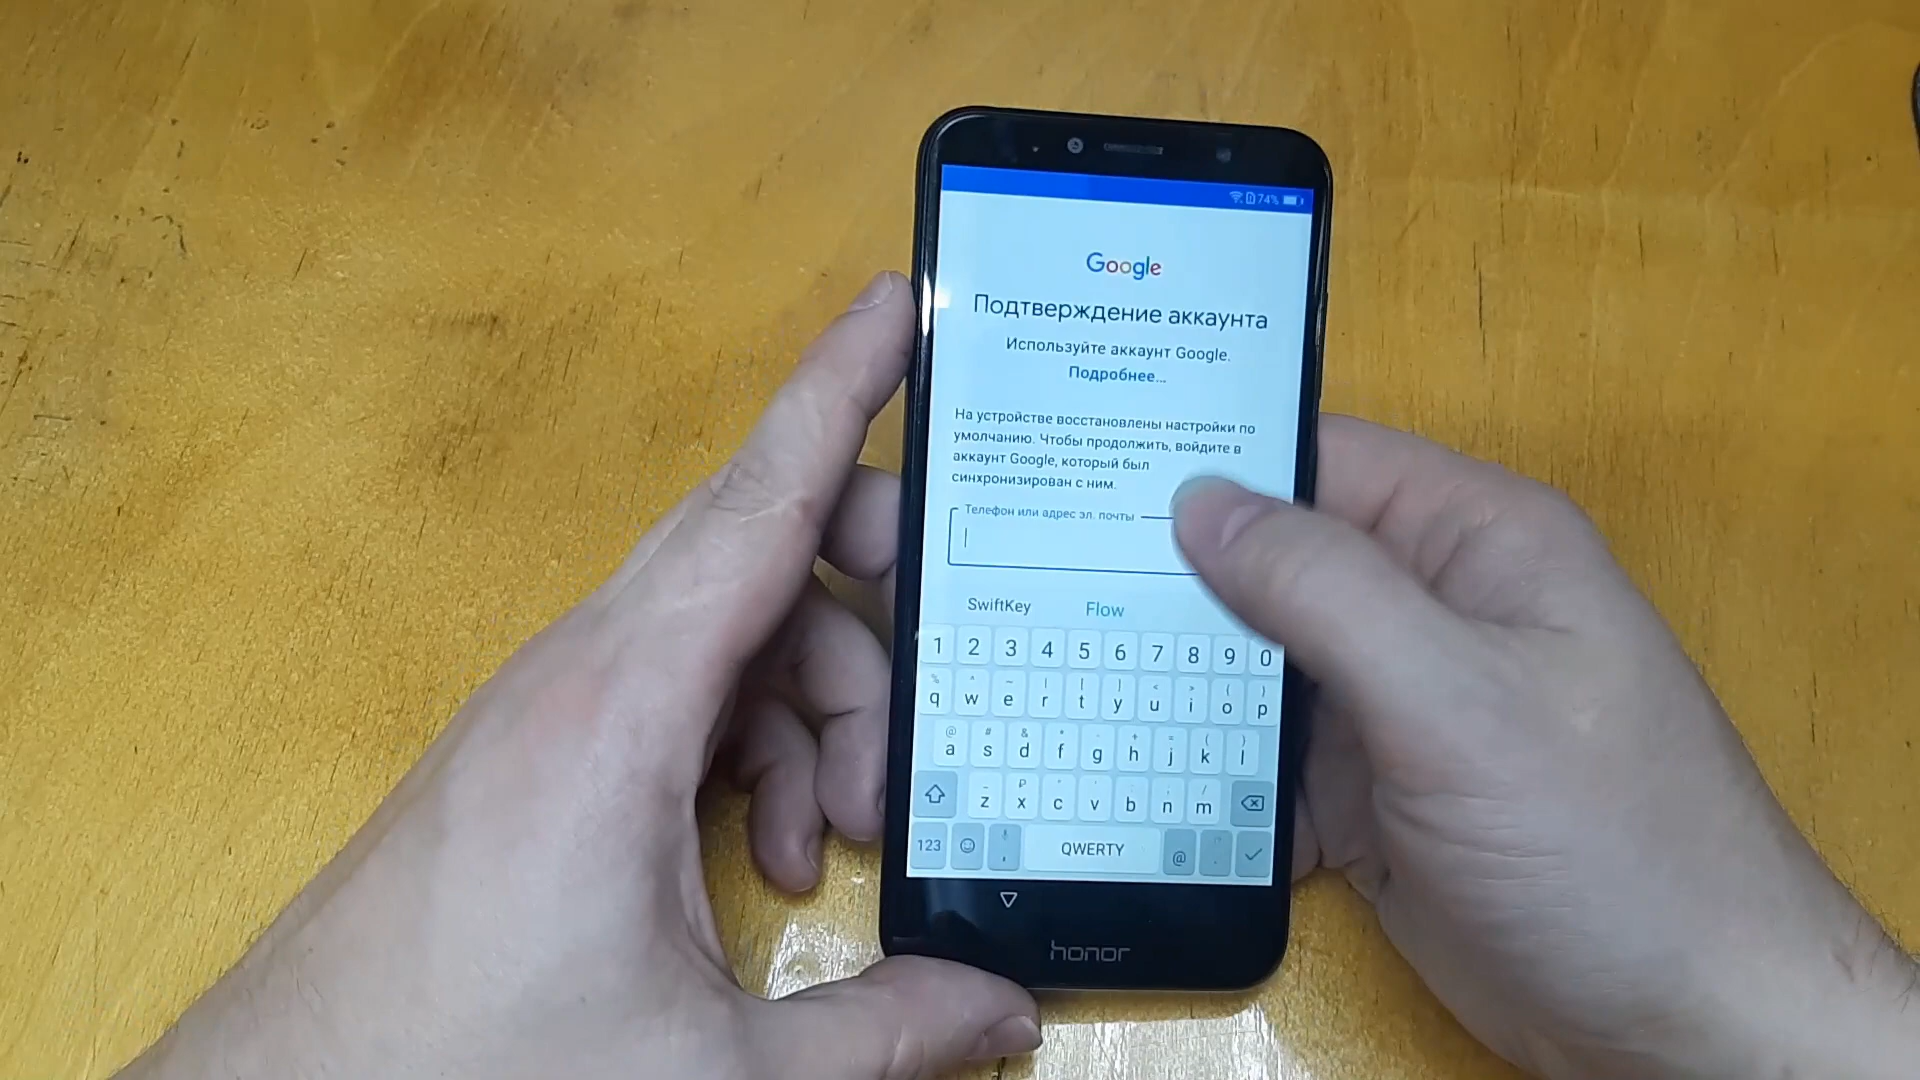 74%
Google
Подтверждение аккаунта
Используйте аккаунт Google.
Подробнее...
На устройстве восстановлены настройки по
умолчанию. Чтобы продолжить, войдите в
аккаунт Google, который был
синхронизирован с ним.
Телефон или адрес эл. почты
SwiftKey Flow
1 2 3 4 5 6 7 8 9 0
q w e r t y u i o p
a s d f g h j k l
z x c v b n m
123 , QWERTY @ .
honor